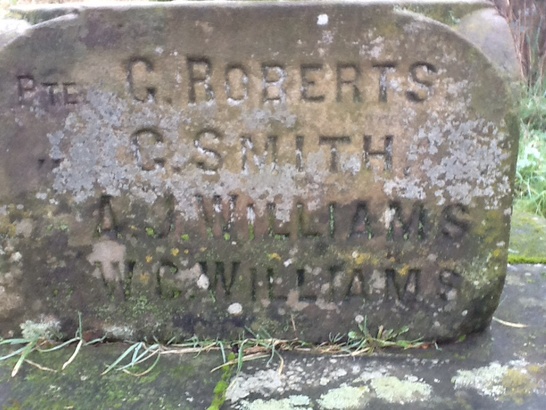 PTE. G. ROBERTS.
" C. SMITH.
A. J. WILLIAMS
W. C. WILLIAMS